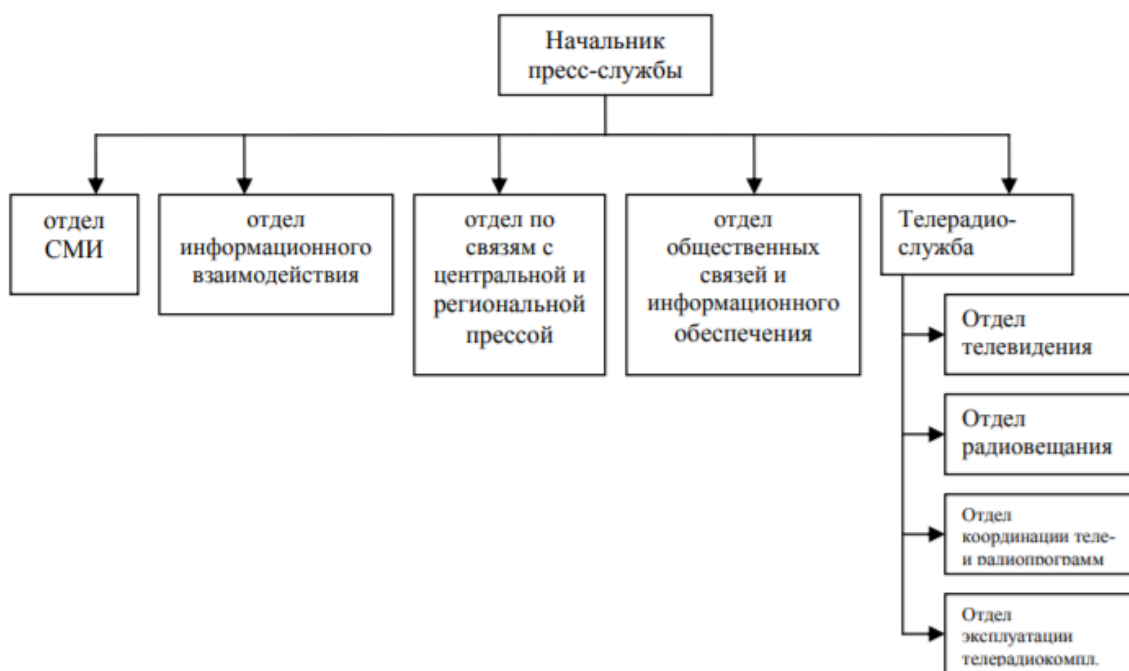 Начальник
пресс-службы
отдел
СМИ
отдел
информационного
взаимодействия
отдел по
связям с
центральной и
региональной
прессой
отдел
общественных
связей и
информационного
обеспечения
Телерадио-
служба
Отдел
телевидения
Отдел
радиовещания
Отдел
координации теле-
и радиопрограмм
Отдел
эксплуатации
телерадиокомпл.